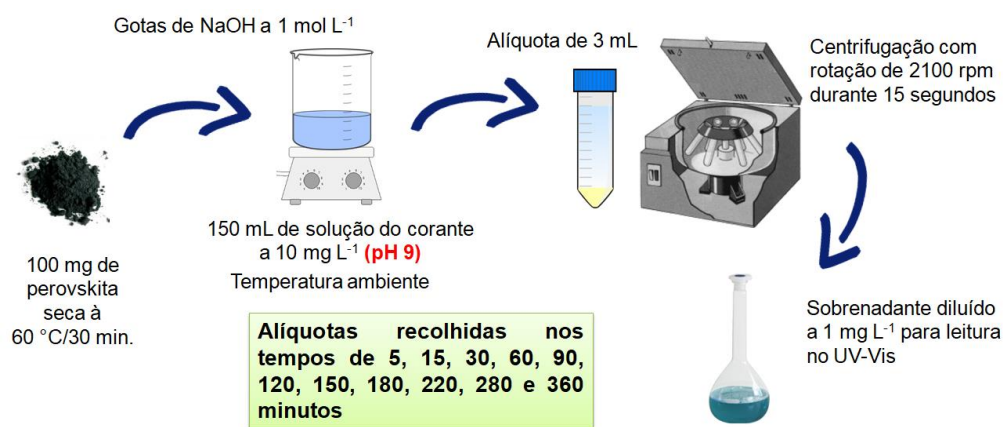 Gotas de NaOH a 1 mol L⁻¹
Alíquota de 3 mL
Centrifugação com
rotação de 2100 rpm
durante 15 segundos
150 mL de solução do corante
a 10 mg L⁻¹ (pH 9)
Temperatura ambiente
100 mg de
perovskita
seca à
60 °C/30 min.
Alíquotas recolhidas nos
tempos de 5, 15, 30, 60, 90,
120, 150, 180, 220, 280 e 360
minutos
Sobrenadante diluído
a 1 mg L⁻¹ para leitura
no UV-Vis